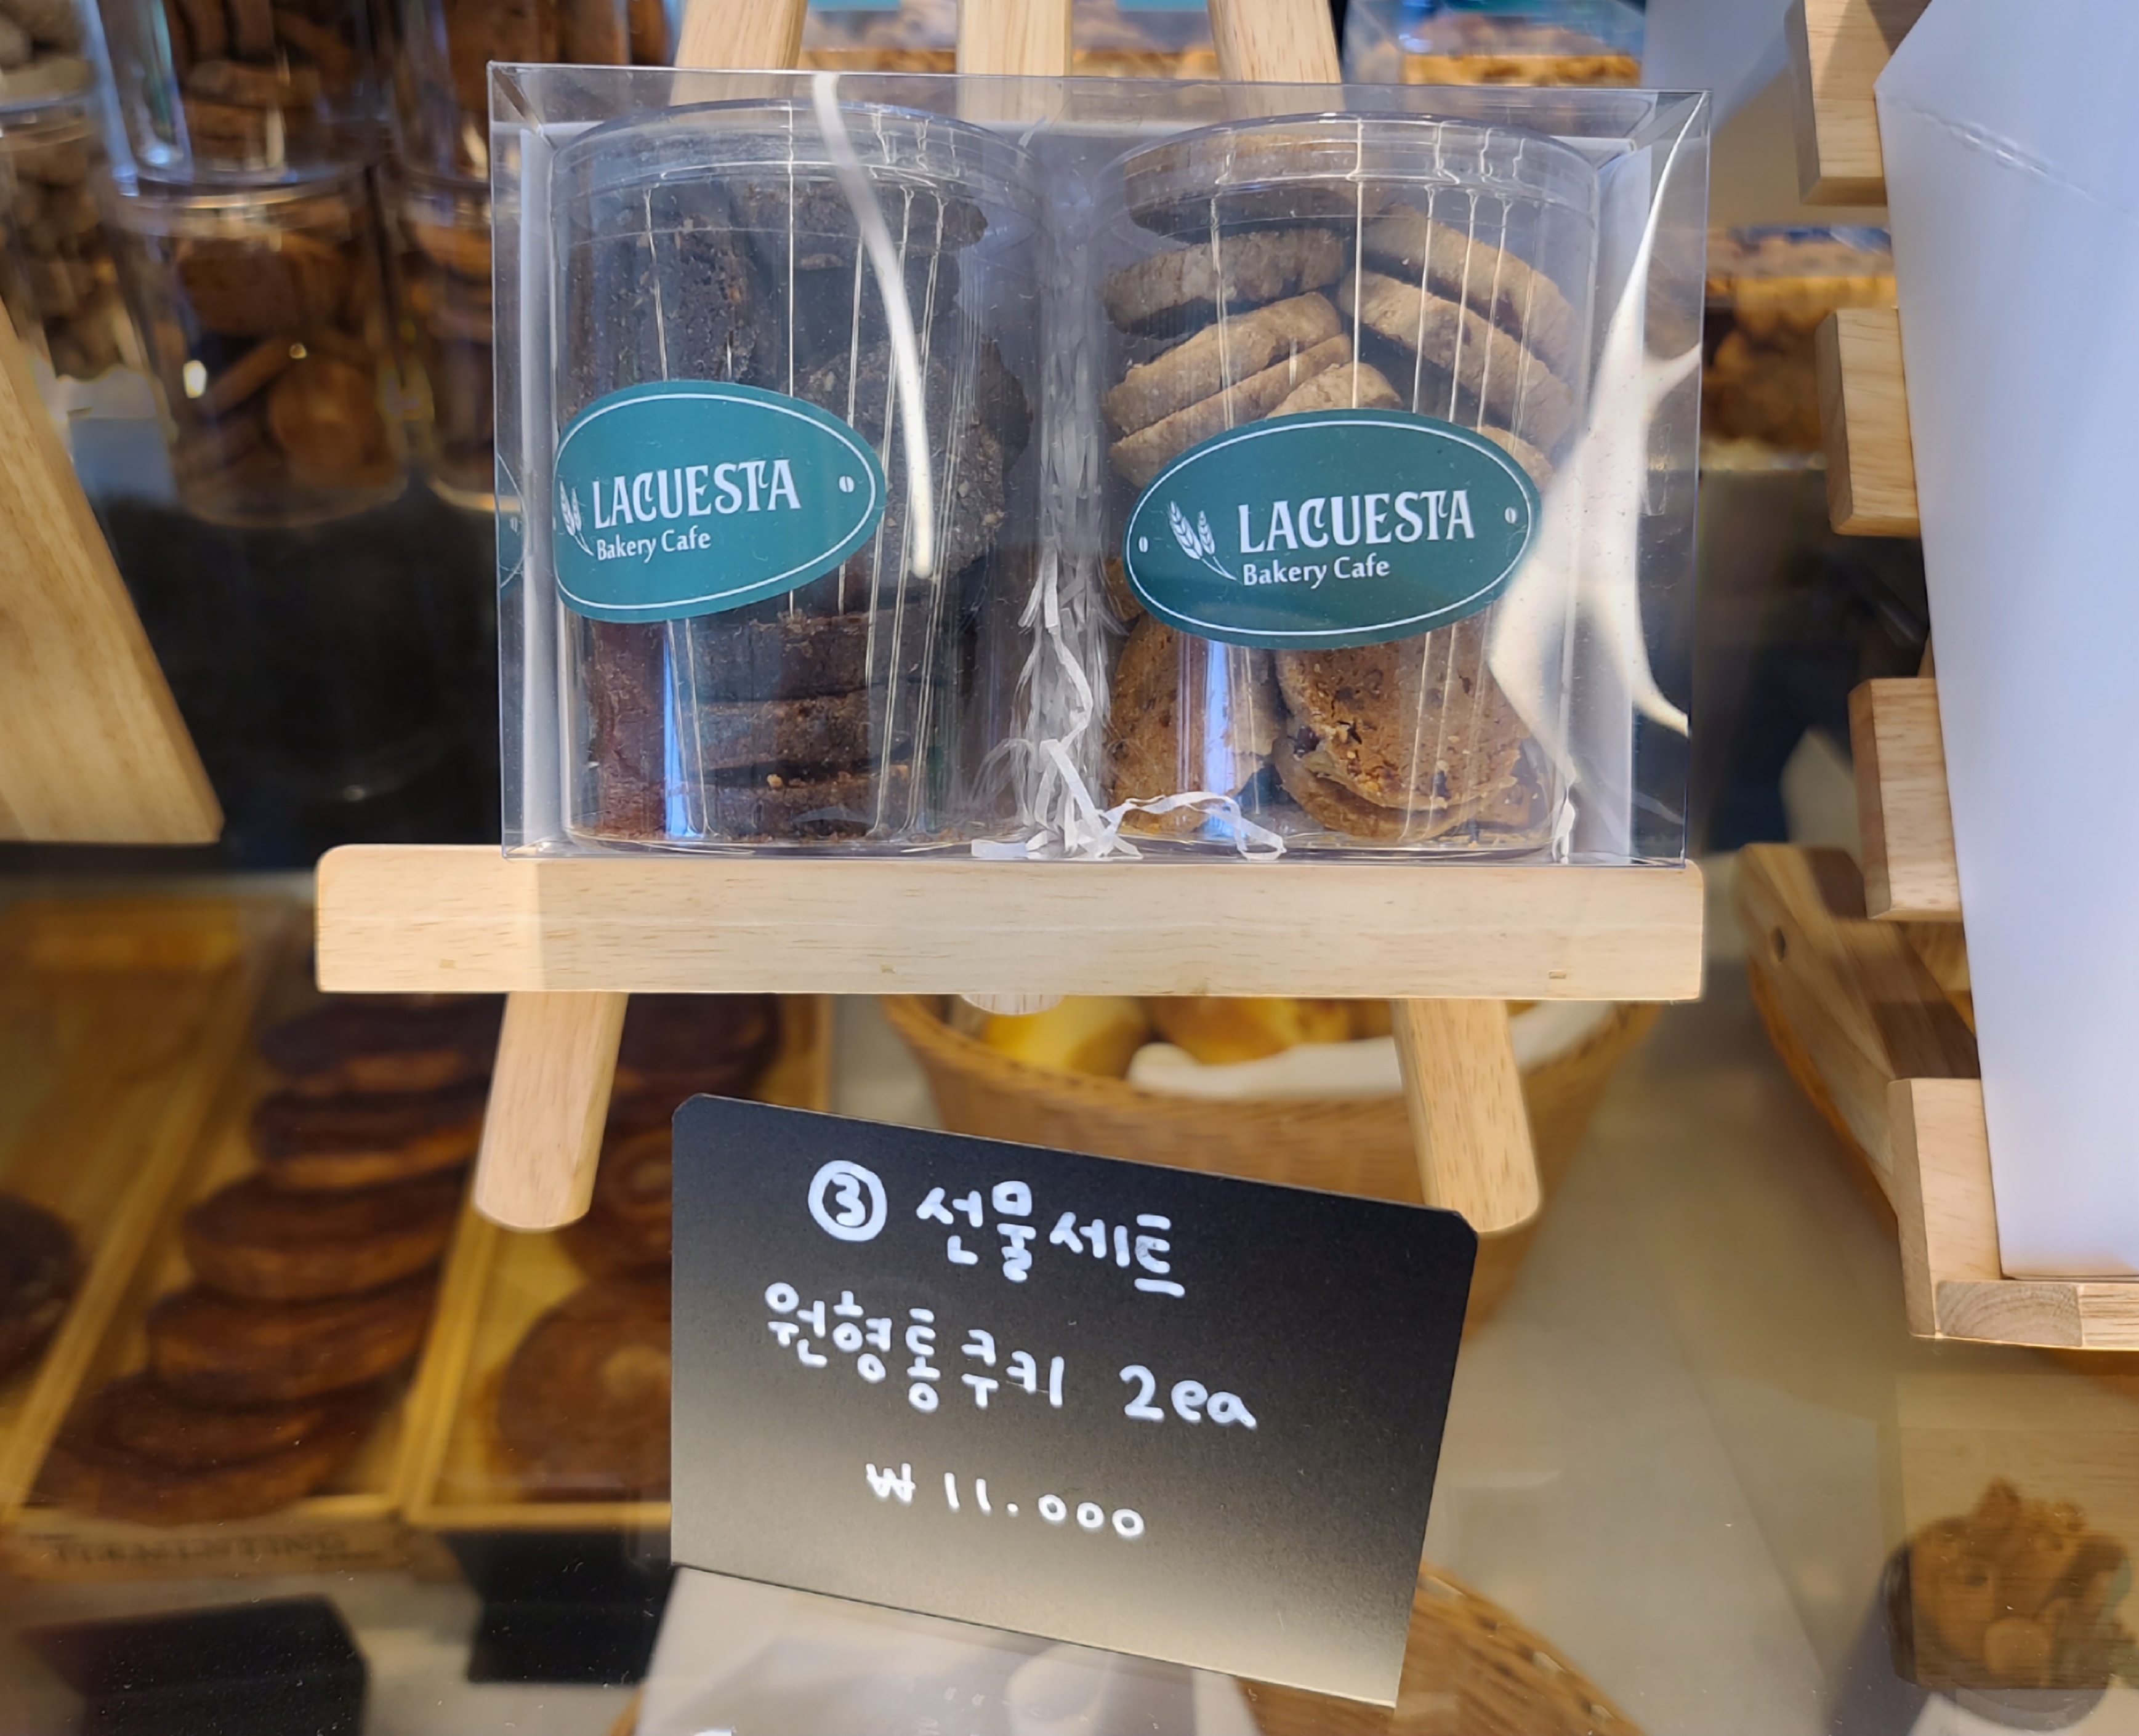 LACUESTA
Bakery Cafe
LACUESTA
Bakery Cafe
③ 선물세트
원형통쿠키 2ea
₩ 11.000